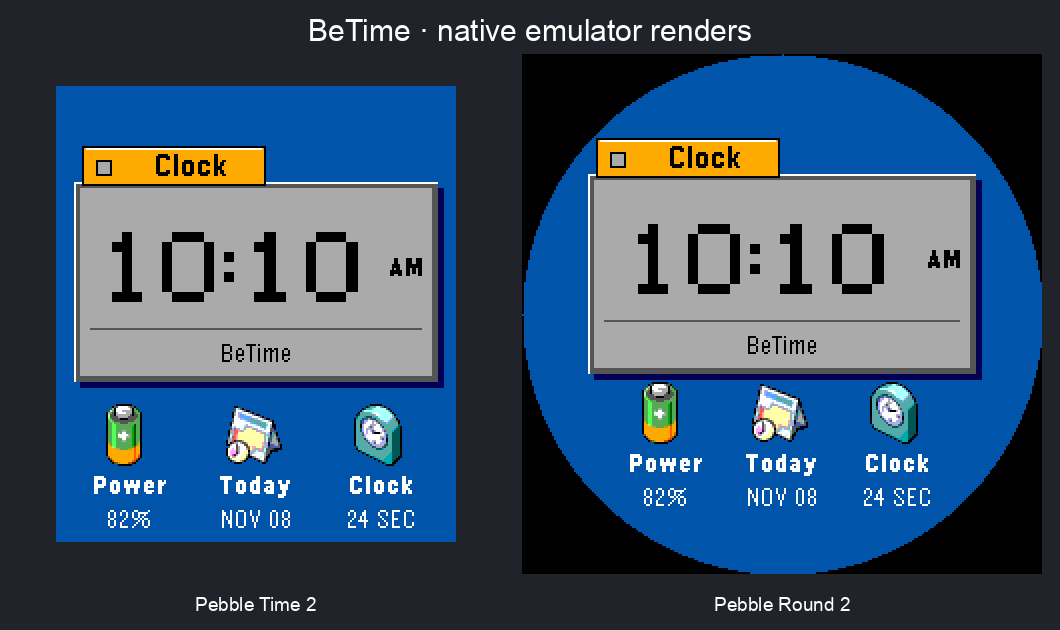 BeTime · native emulator renders
Clock
10:10 AM
BeTime
Power Today Clock
82% NOV 08 24 SEC
Pebble Time 2
Clock
10:10 AM
BeTime
Power Today Clock
82% NOV 08 24 SEC
Pebble Round 2